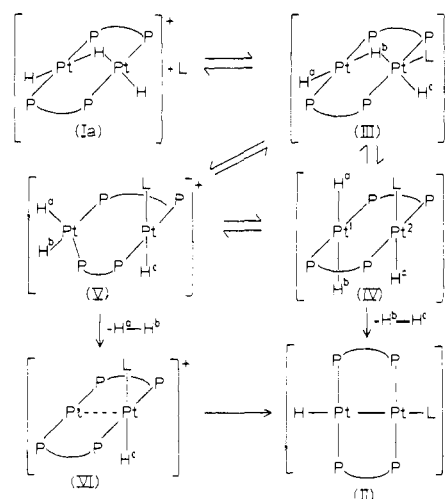 P P +
H Pt H Pt + L
P P H
(Ia)
P P
H^a Pt H^b Pt L
P P H^c
(III)
+
H^a L
H^b Pt P P
P P Pt
H^c
(V)
H^a L
P P
Pt^1 Pt^2
P P
H^b
(IV)
-H^a-H^b
-H^b-H^c
+
L
P P
Pt Pt
P P
H^c
(VI)
P P
H Pt Pt L
P P
(II)